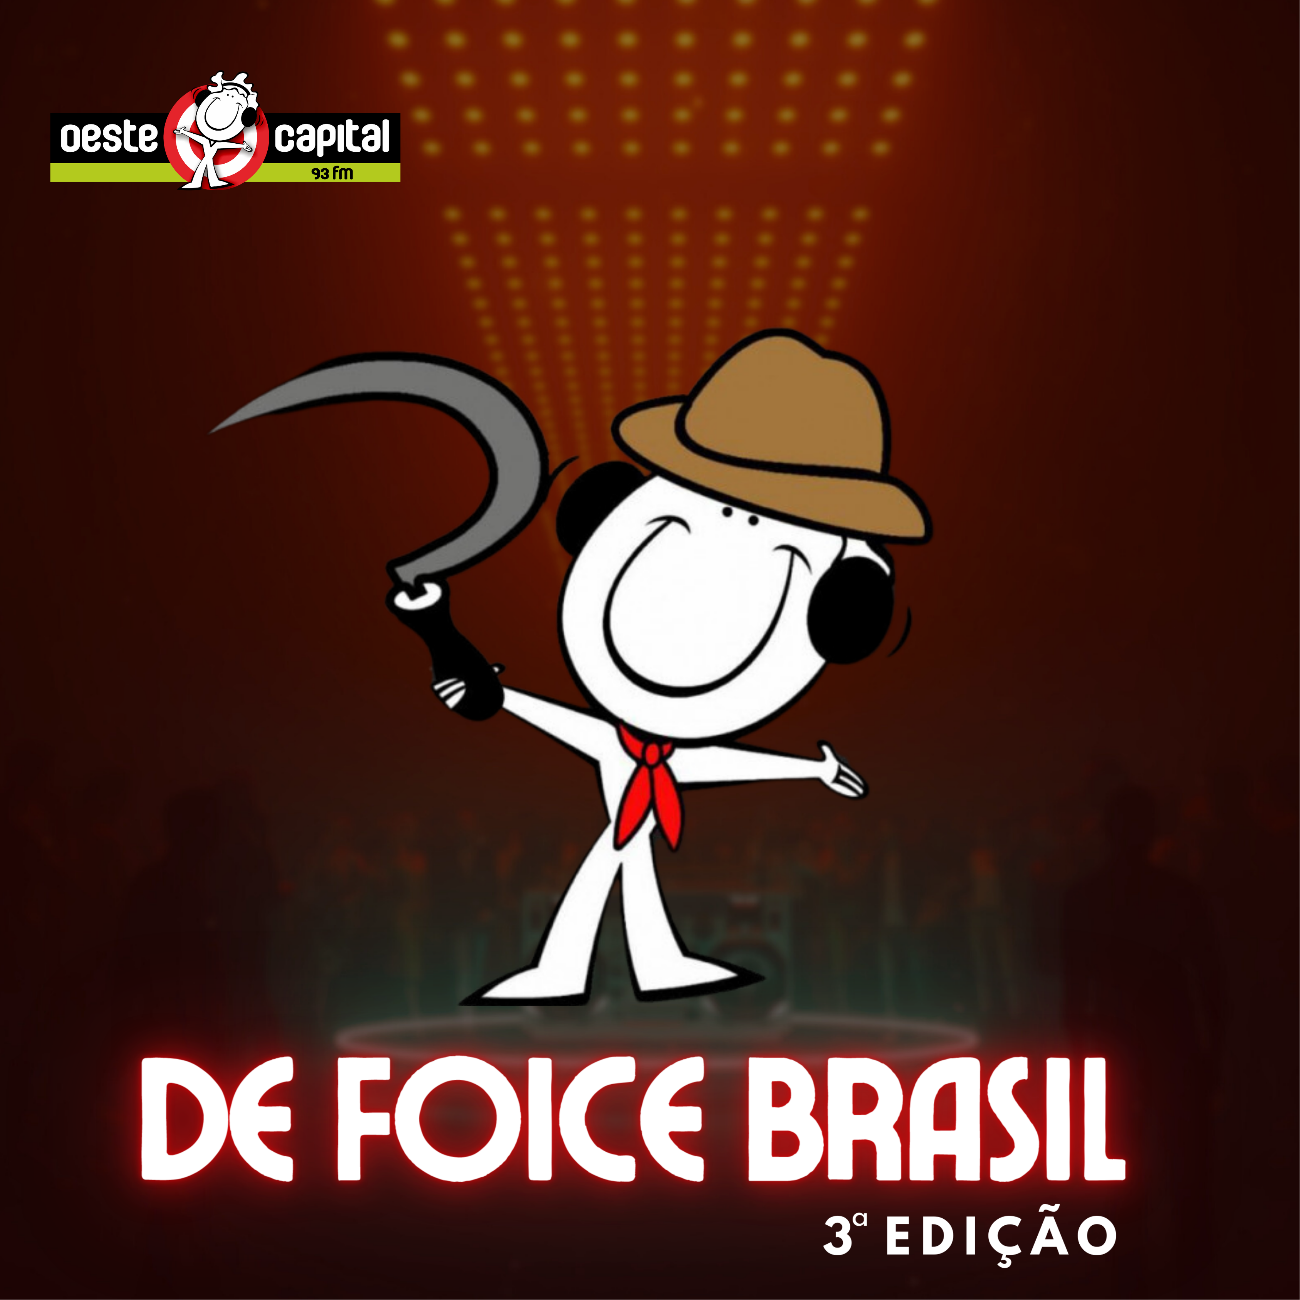 oeste capital
93 fm
DE FOICE BRASIL
3ª EDIÇÃO